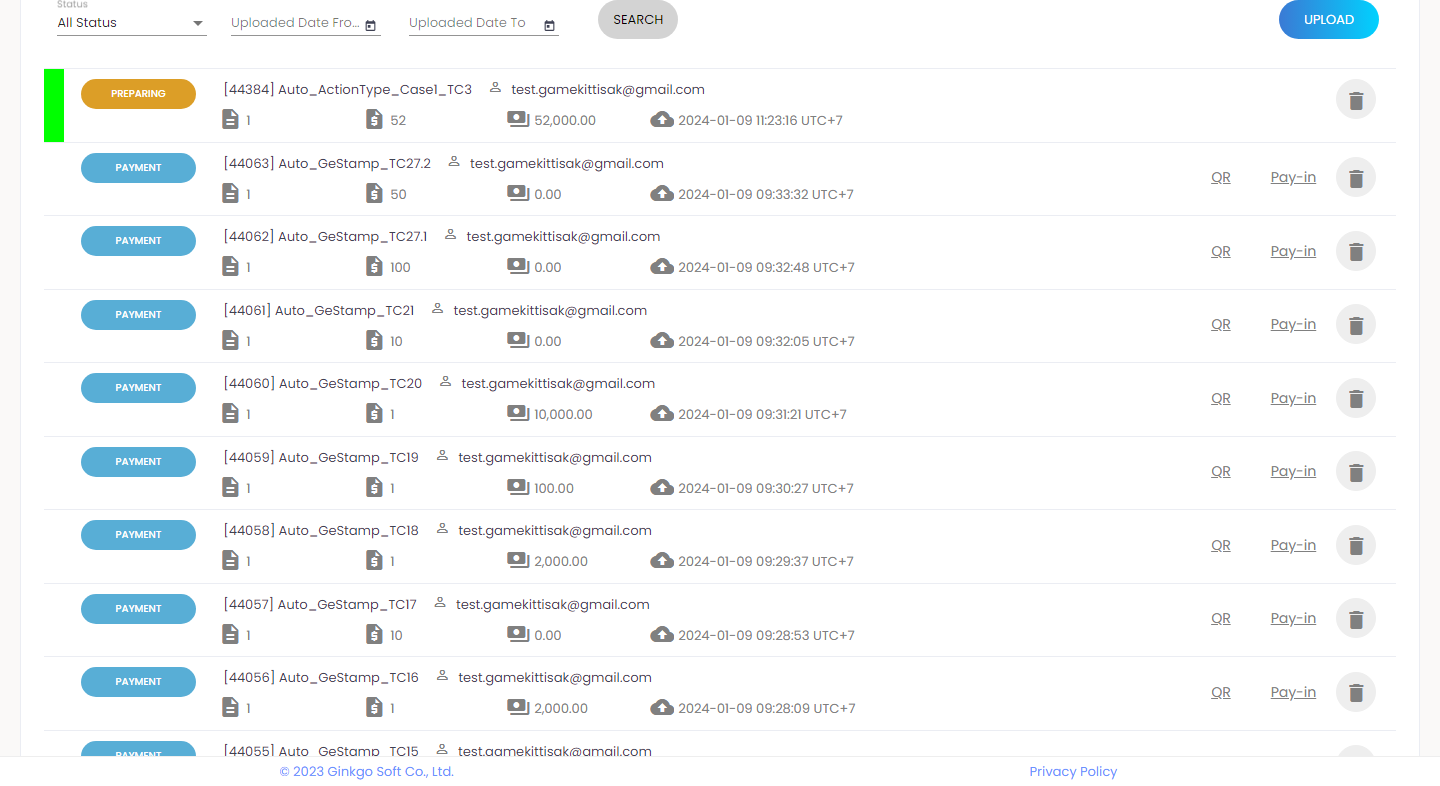 Status
All Status
Uploaded Date Fro...
Uploaded Date To
SEARCH
UPLOAD
PREPARING
[44384] Auto_ActionType_Case1_TC3 test.gamekittisak@gmail.com
1 52 52,000.00 2024-01-09 11:23:16 UTC+7
PAYMENT
[44063] Auto_GeStamp_TC27.2 test.gamekittisak@gmail.com
1 50 0.00 2024-01-09 09:33:32 UTC+7
QR Pay-in
PAYMENT
[44062] Auto_GeStamp_TC27.1 test.gamekittisak@gmail.com
1 100 0.00 2024-01-09 09:32:48 UTC+7
QR Pay-in
PAYMENT
[44061] Auto_GeStamp_TC21 test.gamekittisak@gmail.com
1 10 0.00 2024-01-09 09:32:05 UTC+7
QR Pay-in
PAYMENT
[44060] Auto_GeStamp_TC20 test.gamekittisak@gmail.com
1 1 10,000.00 2024-01-09 09:31:21 UTC+7
QR Pay-in
PAYMENT
[44059] Auto_GeStamp_TC19 test.gamekittisak@gmail.com
1 1 100.00 2024-01-09 09:30:27 UTC+7
QR Pay-in
PAYMENT
[44058] Auto_GeStamp_TC18 test.gamekittisak@gmail.com
1 1 2,000.00 2024-01-09 09:29:37 UTC+7
QR Pay-in
PAYMENT
[44057] Auto_GeStamp_TC17 test.gamekittisak@gmail.com
1 10 0.00 2024-01-09 09:28:53 UTC+7
QR Pay-in
PAYMENT
[44056] Auto_GeStamp_TC16 test.gamekittisak@gmail.com
1 1 2,000.00 2024-01-09 09:28:09 UTC+7
QR Pay-in
PAYMENT
[44055] Auto_GeStamp_TC15 test.gamekittisak@gmail.com
© 2023 Ginkgo Soft Co., Ltd.
Privacy Policy